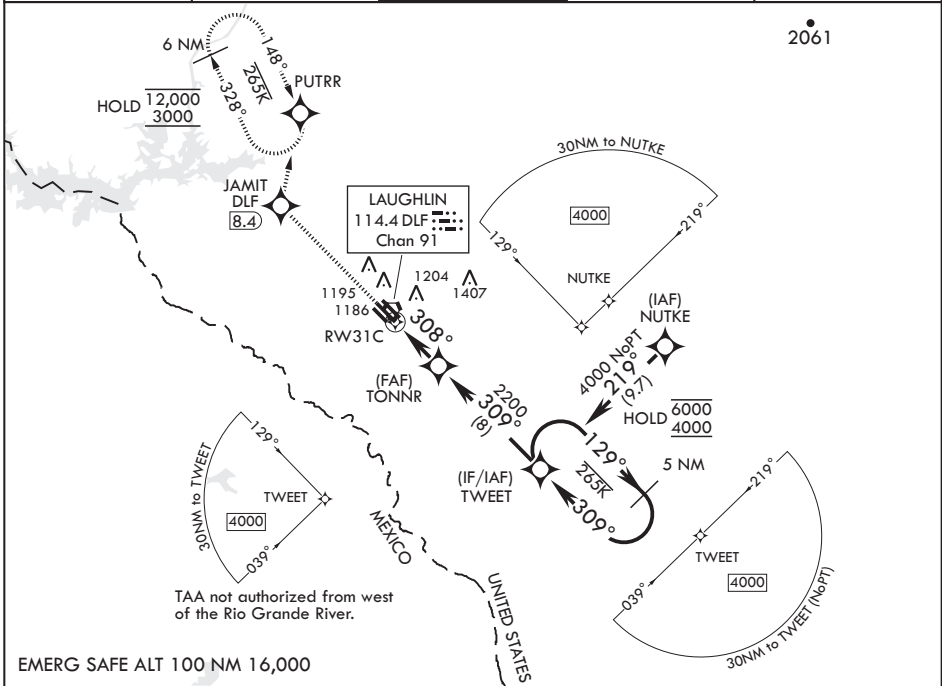 2061
6 NM
148°
328°
265K
PUTRR
HOLD
12,000
3000
JAMIT
DLF
8.4
LAUGHLIN
114.4 DLF
Chan 91
1195
1186
1204
1407
RW31C
308°
(FAF)
TONNR
2200
309°
(8)
30NM to NUTKE
4000
129°
219°
NUTKE
(IAF)
NUTKE
4000 NoPT
219°
(9.7)
HOLD
6000
4000
129°
265K
309°
5 NM
(IF/IAF)
TWEET
30NM to TWEET
129°
TWEET
4000
039°
TAA not authorized from west
of the Rio Grande River.
MEXICO
UNITED STATES
219°
TWEET
039°
4000
30NM to TWEET (NoPT)
EMERG SAFE ALT 100 NM 16,000